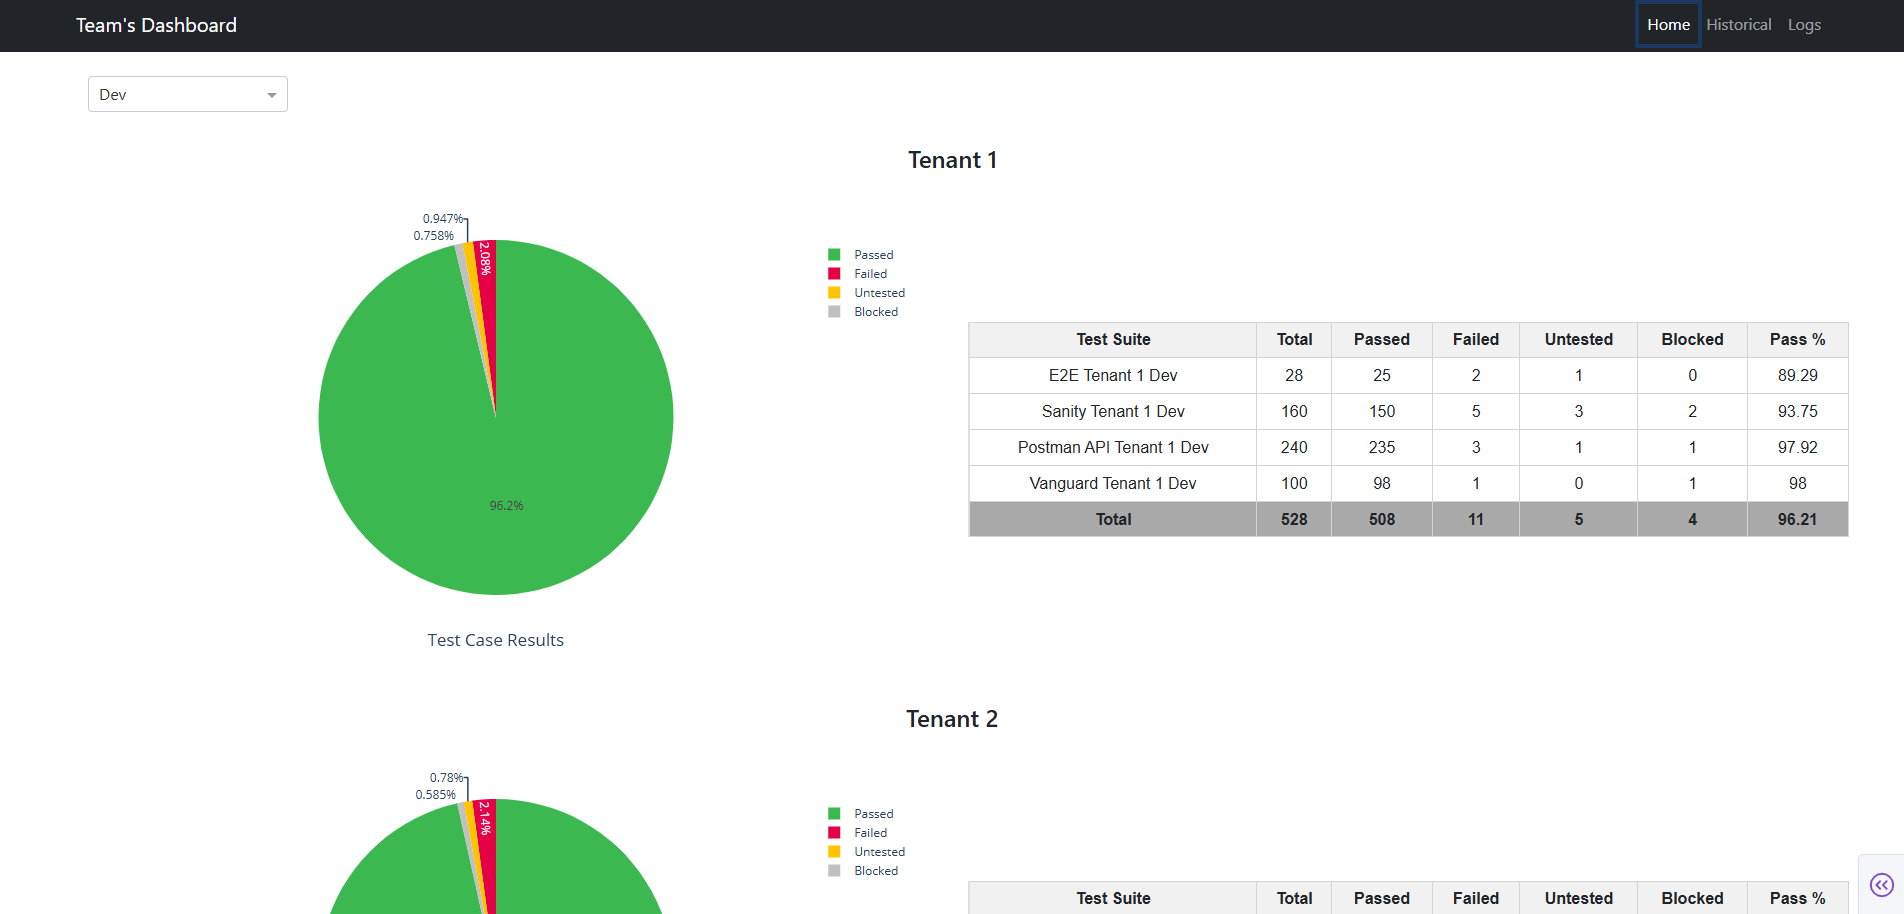 Team's Dashboard
Home Historical Logs
Dev
Tenant 1
0.947%
0.758%
2.08%
96.2%
Passed
Failed
Untested
Blocked
Test Case Results
Test Suite Total Passed Failed Untested Blocked Pass %
E2E Tenant 1 Dev 28 25 2 1 0 89.29
Sanity Tenant 1 Dev 160 150 5 3 2 93.75
Postman API Tenant 1 Dev 240 235 3 1 1 97.92
Vanguard Tenant 1 Dev 100 98 1 0 1 98
Total 528 508 11 5 4 96.21
Tenant 2
0.78%
0.585%
2.14%
Passed
Failed
Untested
Blocked
Test Suite Total Passed Failed Untested Blocked Pass %